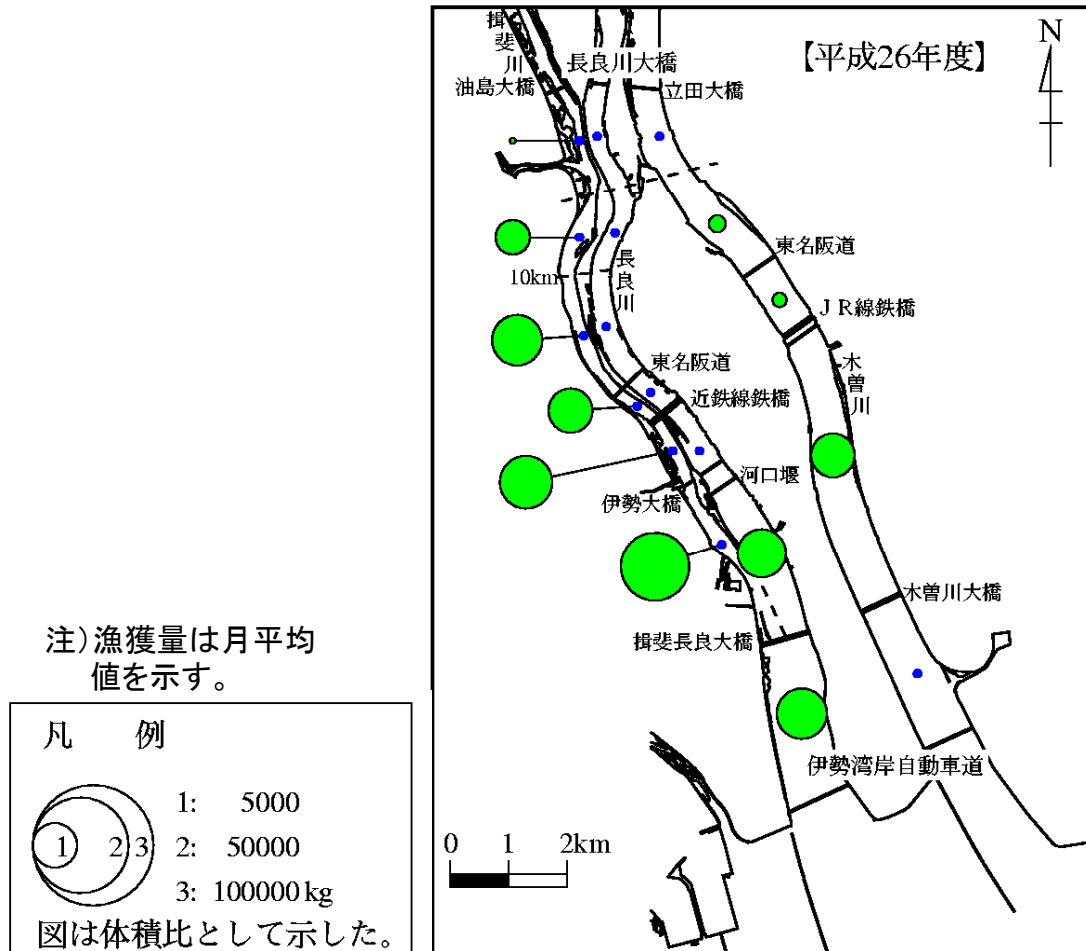 【平成26年度】
N
揖斐川
長良川大橋
油島大橋
立田大橋
東名阪道
10km
長良川
JR線鉄橋
木曽川
東名阪道
近鉄線鉄橋
河口堰
伊勢大橋
木曽川大橋
揖斐長良大橋
伊勢湾岸自動車道
0 1 2km
注)漁獲量は月平均
値を示す。
凡 例
1 2 3
1: 5000
2: 50000
3: 100000kg
図は体積比として示した。